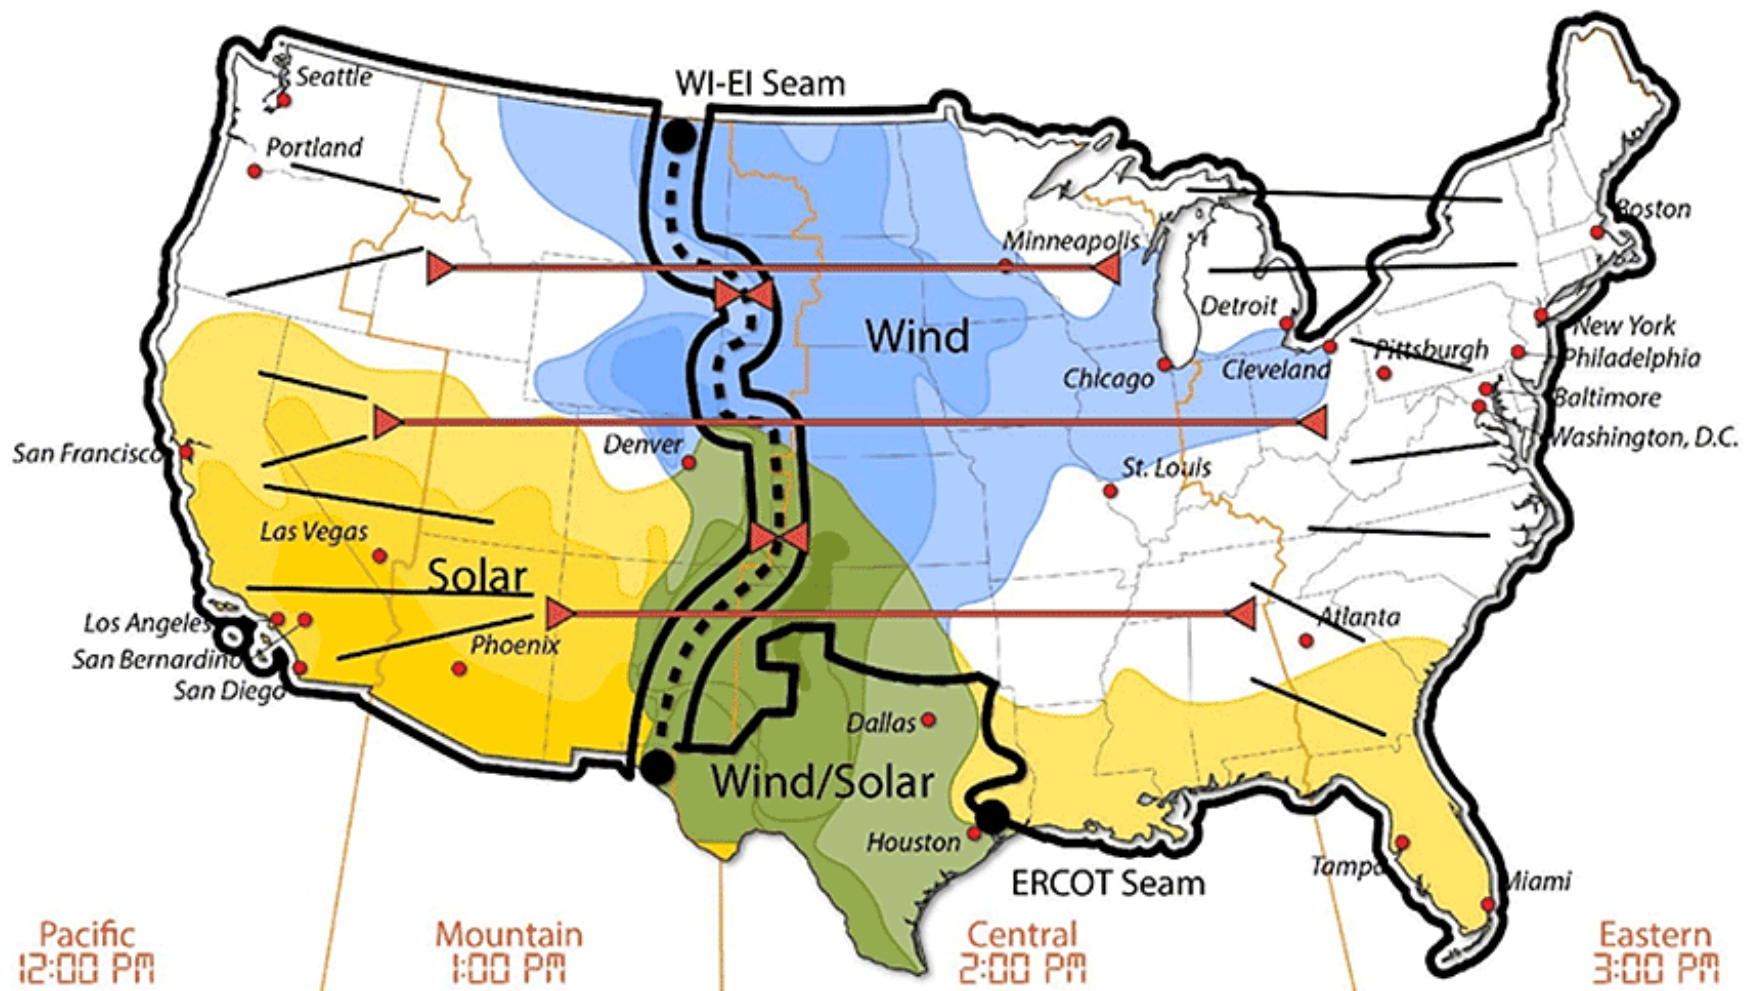 WI-EI Seam
Seattle
Portland
Boston
Minneapolis
Detroit
New York
Wind
Pittsburgh
Philadelphia
Cleveland
Chicago
Baltimore
Washington, D.C.
Denver
San Francisco
St. Louis
Las Vegas
Solar
Atlanta
Los Angeles
Phoenix
San Bernardino
San Diego
Dallas
Wind/Solar
Houston
ERCOT Seam
Tampa
Miami
Pacific
12:00 PM
Mountain
1:00 PM
Central
2:00 PM
Eastern
3:00 PM